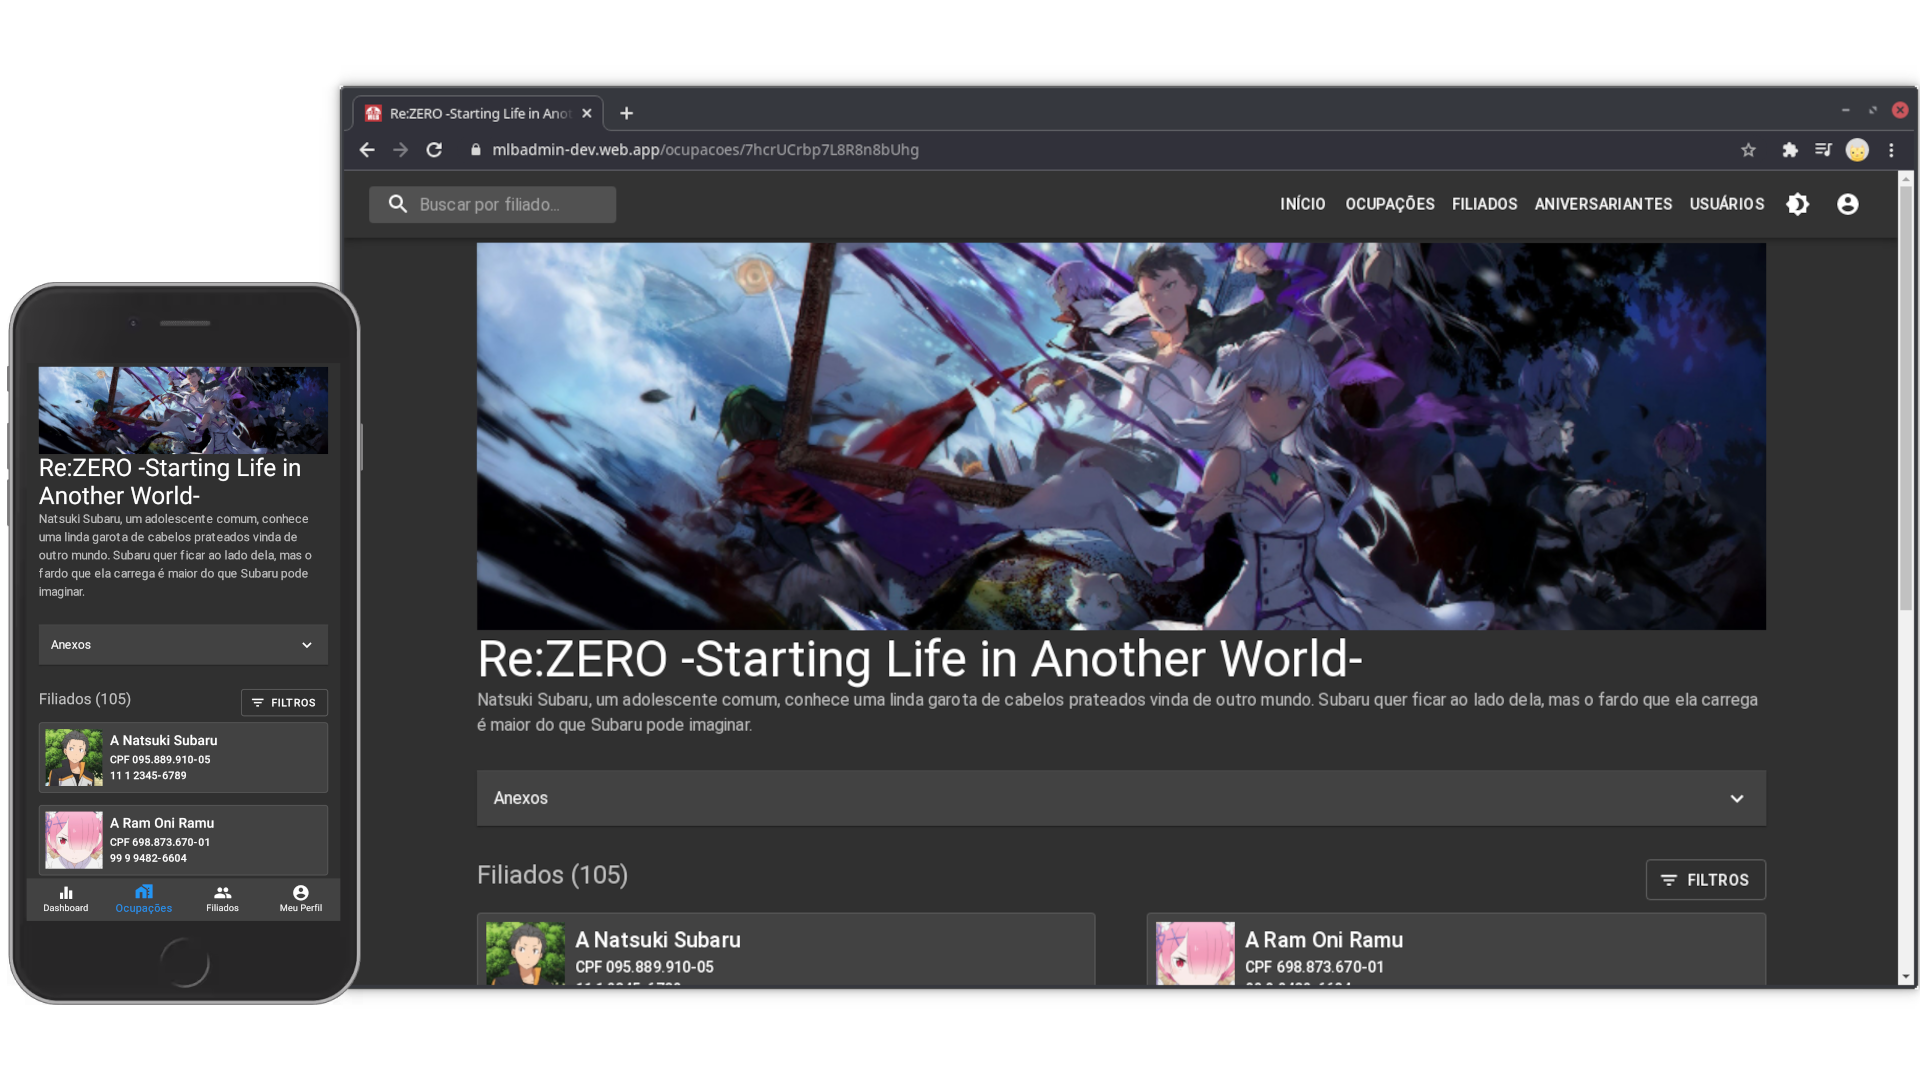 Re:ZERO -Starting Life in Anot
mlbadmin-dev.web.app/ocupacoes/7hcrUCrbp7L8R8n8bUhg
Buscar por filiado...
INÍCIO OCUPAÇÕES FILIADOS ANIVERSARIANTES USUÁRIOS
Re:ZERO -Starting Life in Another World-
Natsuki Subaru, um adolescente comum, conhece uma linda garota de cabelos prateados vinda de outro mundo. Subaru quer ficar ao lado dela, mas o fardo que ela carrega
é maior do que Subaru pode imaginar.
Anexos
Filiados (105)
FILTROS
A Natsuki Subaru
CPF 095.889.910-05
A Ram Oni Ramu
CPF 698.873.670-01
Re:ZERO -Starting Life in
Another World-
Natsuki Subaru, um adolescente comum, conhece
uma linda garota de cabelos prateados vinda de
outro mundo. Subaru quer ficar ao lado dela, mas o
fardo que ela carrega é maior do que Subaru pode
imaginar.
Anexos
Filiados (105)
FILTROS
A Natsuki Subaru
CPF 095.889.910-05
11 1 2345-6789
A Ram Oni Ramu
CPF 698.873.670-01
99 9 9482-6604
Dashboard Ocupações Filiados Meu Perfil